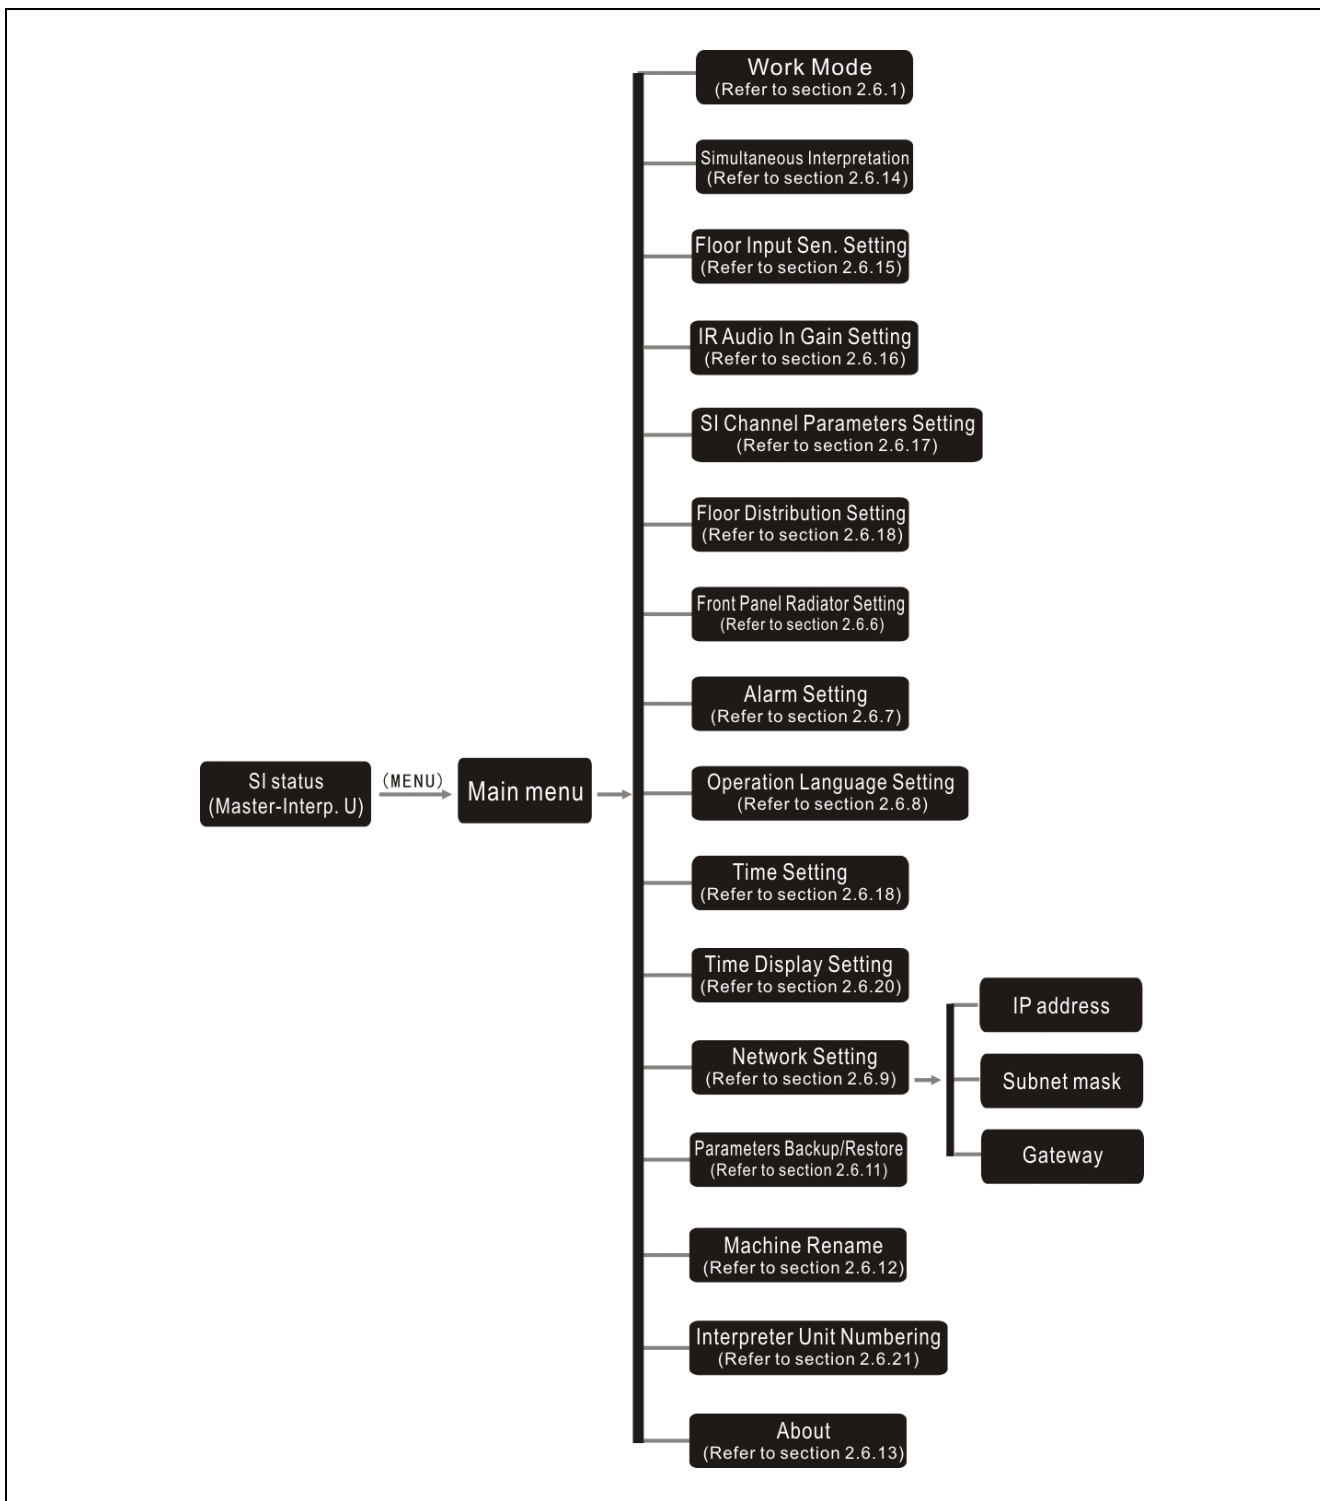 Work Mode
(Refer to section 2.6.1)
Simultaneous Interpretation
(Refer to section 2.6.14)
Floor Input Sen. Setting
(Refer to section 2.6.15)
IR Audio In Gain Setting
(Refer to section 2.6.16)
SI Channel Parameters Setting
(Refer to section 2.6.17)
Floor Distribution Setting
(Refer to section 2.6.18)
Front Panel Radiator Setting
(Refer to section 2.6.6)
Alarm Setting
(Refer to section 2.6.7)
SI status
(Master-Interp. U)
(MENU)
Main menu
Operation Language Setting
(Refer to section 2.6.8)
Time Setting
(Refer to section 2.6.18)
Time Display Setting
(Refer to section 2.6.20)
Network Setting
(Refer to section 2.6.9)
IP address
Subnet mask
Gateway
Parameters Backup/Restore
(Refer to section 2.6.11)
Machine Rename
(Refer to section 2.6.12)
Interpreter Unit Numbering
(Refer to section 2.6.21)
About
(Refer to section 2.6.13)